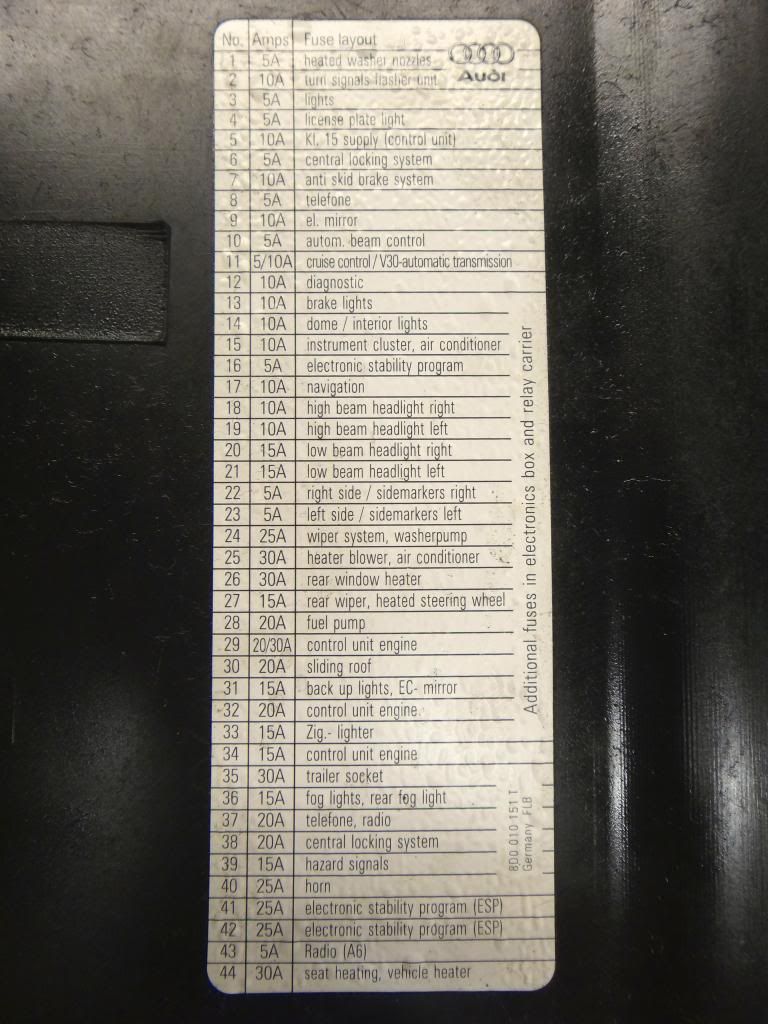 No. Amps Fuse layout
AUDI
1 5A heated washer nozzles
2 10A turn signals flasher unit
3 5A lights
4 5A license plate light
5 10A Kl. 15 supply (control unit)
6 5A central locking system
7 10A anti skid brake system
8 5A telefone
9 10A el. mirror
10 5A autom. beam control
11 5/10A cruise control / V30-automatic transmission
12 10A diagnostic
13 10A brake lights
14 10A dome / interior lights
15 10A instrument cluster, air conditioner
16 5A electronic stability program
17 10A navigation
18 10A high beam headlight right
19 10A high beam headlight left
20 15A low beam headlight right
21 15A low beam headlight left
22 5A right side / sidemarkers right
23 5A left side / sidemarkers left
24 25A wiper system, washerpump
25 30A heater blower, air conditioner
26 30A rear window heater
27 15A rear wiper, heated steering wheel
28 20A fuel pump
29 20/30A control unit engine
30 20A sliding roof
31 15A back up lights, EC- mirror
32 20A control unit engine
33 15A Zig.- lighter
34 15A control unit engine
35 30A trailer socket
36 15A fog lights, rear fog light
37 20A telefone, radio
38 20A central locking system
39 15A hazard signals
40 25A horn
41 25A electronic stability program (ESP)
42 25A electronic stability program (ESP)
43 5A Radio (A6)
44 30A seat heating, vehicle heater
Additional fuses in electronics box and relay carrier
8D0 010 151 T
Germany FLB